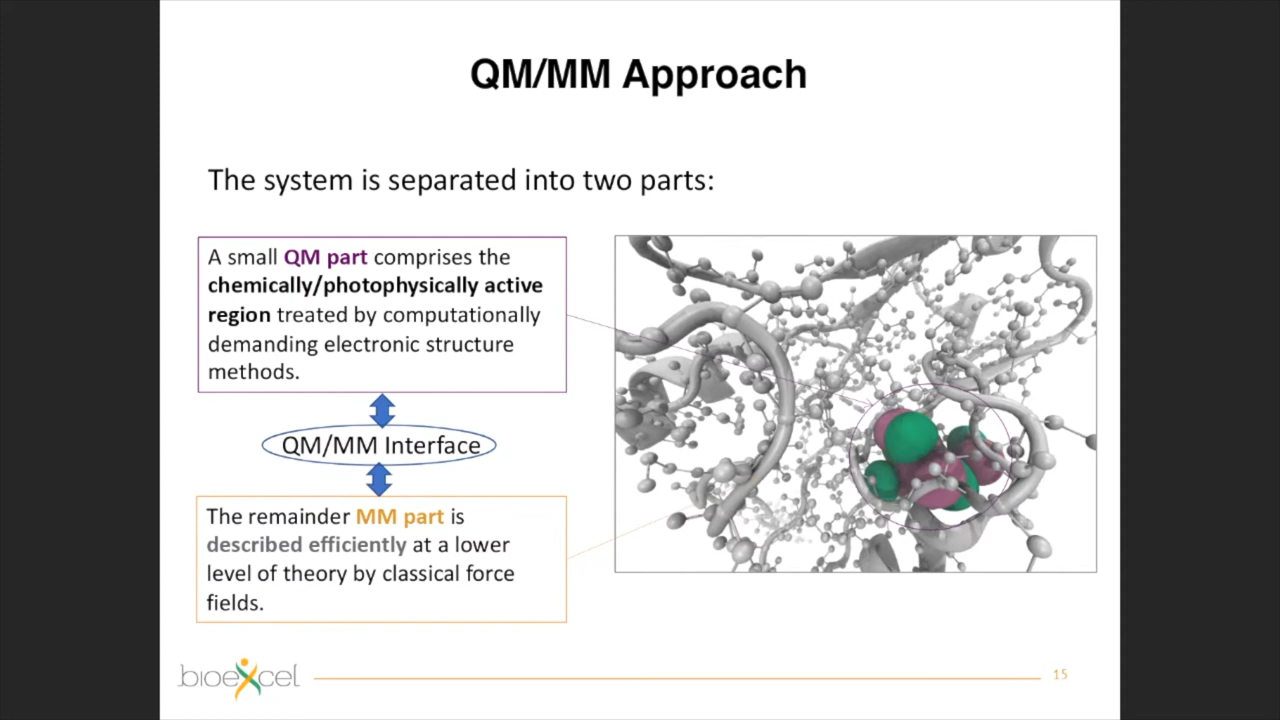 QM/MM Approach
The system is separated into two parts:
A small QM part comprises the
chemically/photophysically active
region treated by computationally
demanding electronic structure
methods.
QM/MM Interface
The remainder MM part is
described efficiently at a lower
level of theory by classical force
fields.
bioexcel
15